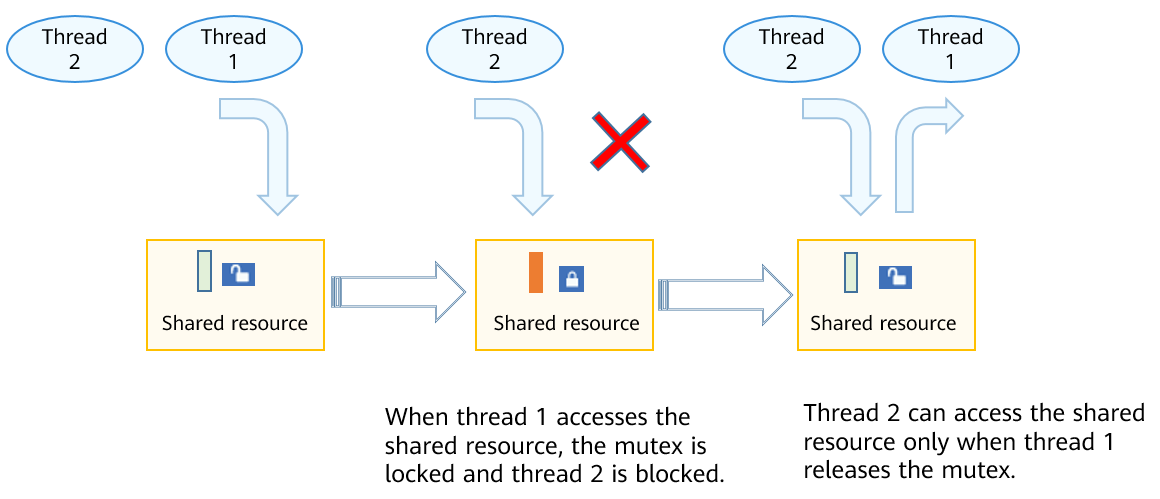 Thread
2
Thread
1
Thread
2
Thread
2
Thread
1
Shared resource
Shared resource
Shared resource
When thread 1 accesses the
shared resource, the mutex is
locked and thread 2 is blocked.
Thread 2 can access the shared
resource only when thread 1
releases the mutex.